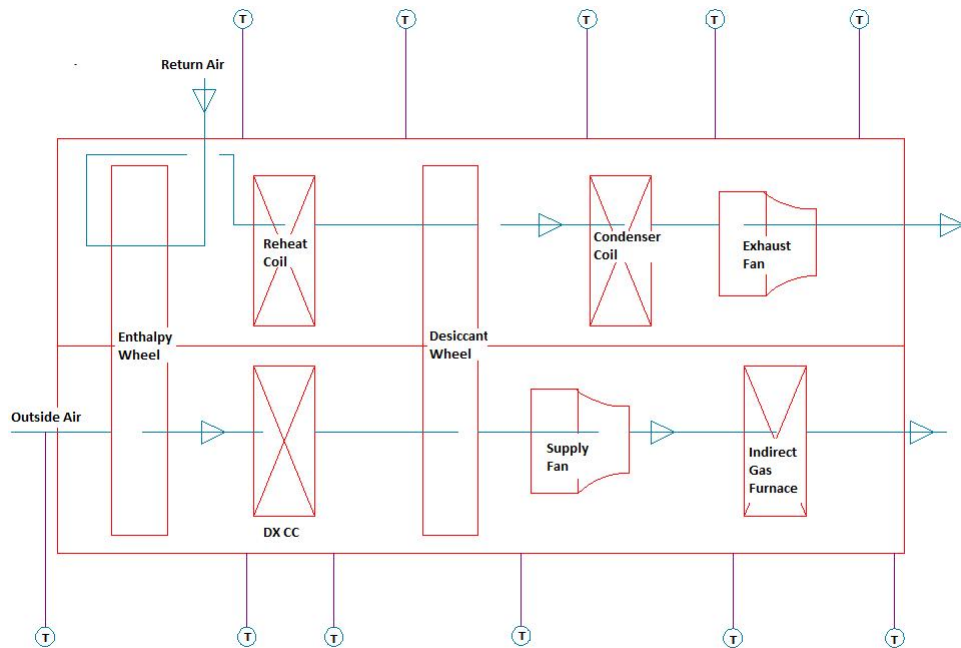 T T T T T
Return Air
Reheat
Coil
Condenser
Coil
Exhaust
Fan
Enthalpy
Wheel
Desiccant
Wheel
Outside Air
Supply
Fan
Indirect
Gas
Furnace
DX CC
T T T T T T